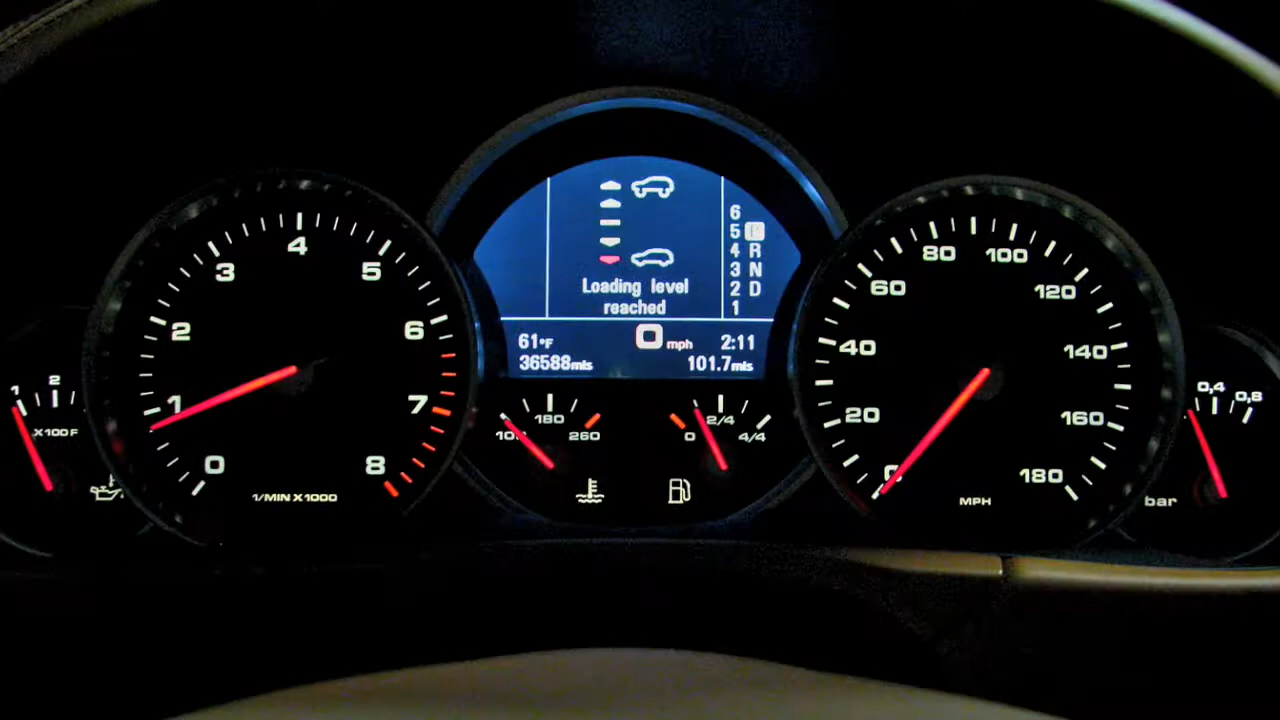 0 1 2 3 4 5 6 7 8
1/MIN X1000
1 2
X100F
6
5 P
4 R
3 N
2 D
1
Loading level
reached
61°F 0 mph 2:11
36588mls 101.7mls
180
260
0 2/4 4/4
0 20 40 60 80 100 120 140 160 180
MPH
0,4 0,8
bar